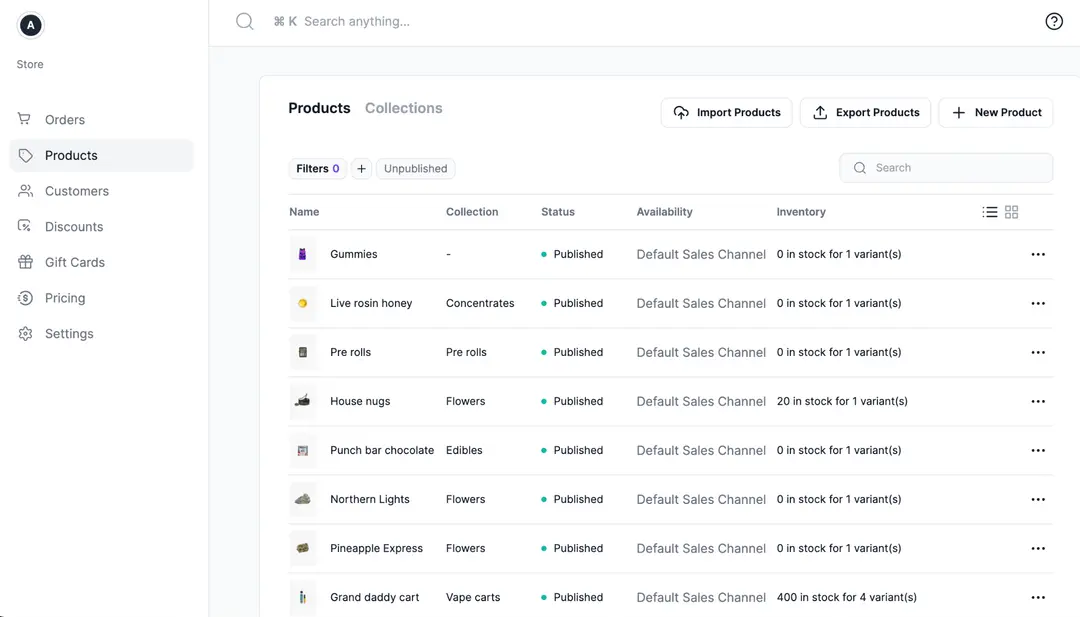 A
⌘ K Search anything...
Store
Orders
Products
Customers
Discounts
Gift Cards
Pricing
Settings
Products Collections
Import Products Export Products New Product
Filters 0 + Unpublished
Search
Name Collection Status Availability Inventory
Gummies - Published Default Sales Channel 0 in stock for 1 variant(s)
Live rosin honey Concentrates Published Default Sales Channel 0 in stock for 1 variant(s)
Pre rolls Pre rolls Published Default Sales Channel 0 in stock for 1 variant(s)
House nugs Flowers Published Default Sales Channel 20 in stock for 1 variant(s)
Punch bar chocolate Edibles Published Default Sales Channel 0 in stock for 1 variant(s)
Northern Lights Flowers Published Default Sales Channel 0 in stock for 1 variant(s)
Pineapple Express Flowers Published Default Sales Channel 0 in stock for 1 variant(s)
Grand daddy cart Vape carts Published Default Sales Channel 400 in stock for 4 variant(s)